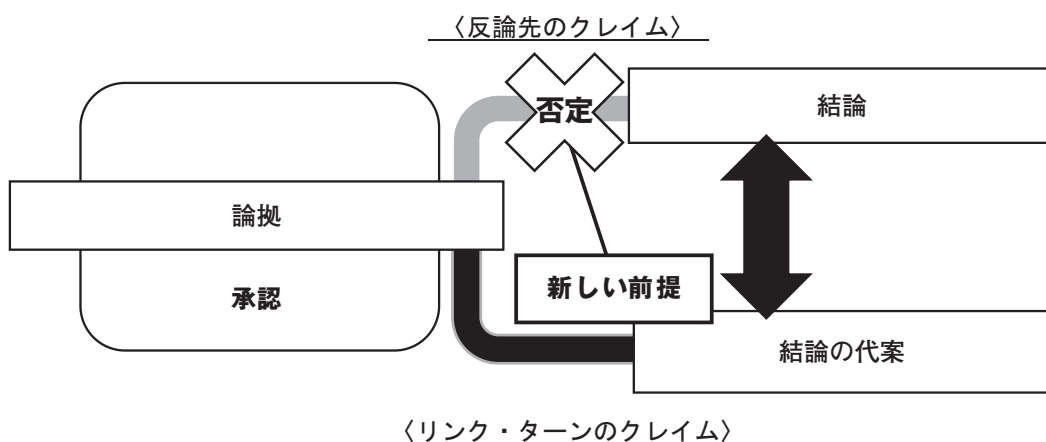 〈反論先のクレイム〉
否定
結論
論拠
新しい前提
承認
結論の代案
〈リンク・ターンのクレイム〉